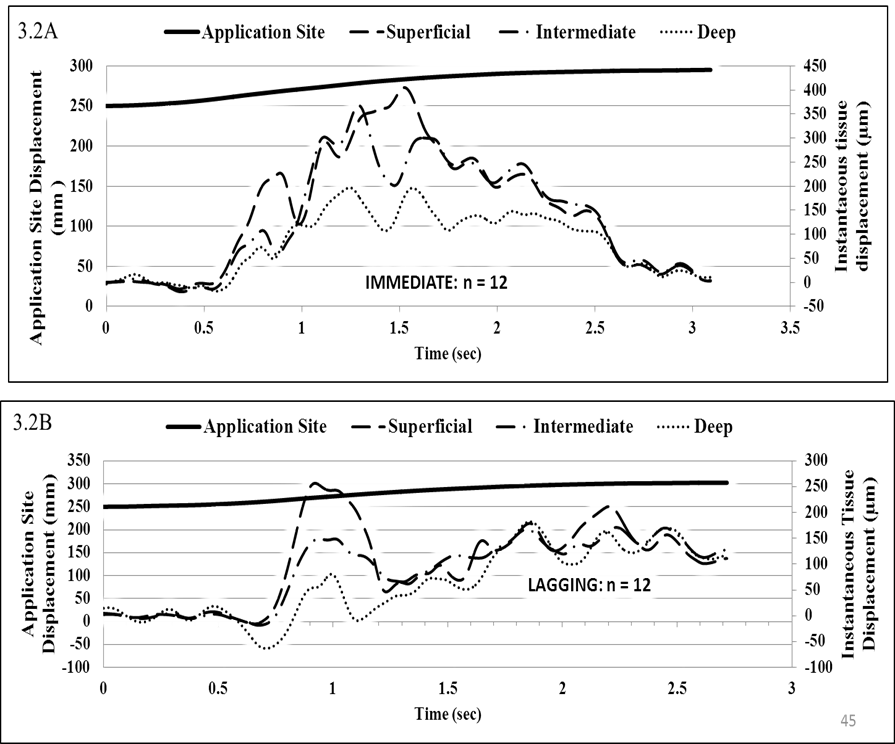 3.2A
Application Site Superficial Intermediate Deep
Application Site Displacement
(mm )
300
250
200
150
100
50
0
450
400
350
300
250
200
150
100
50
0
-50
Instantaceous tissue
displacement (µm)
IMMEDIATE: n = 12
0 0.5 1 1.5 2 2.5 3 3.5
Time (sec)
3.2B
Application Site Superficial Intermediate Deep
Application Site
Displacement (mm)
350
300
250
200
150
100
50
0
-50
-100
300
250
200
150
100
50
0
-50
-100
Instantaneous Tissue
Displacement (µm)
LAGGING: n = 12
0 0.5 1 1.5 2 2.5 3
Time (sec)
45